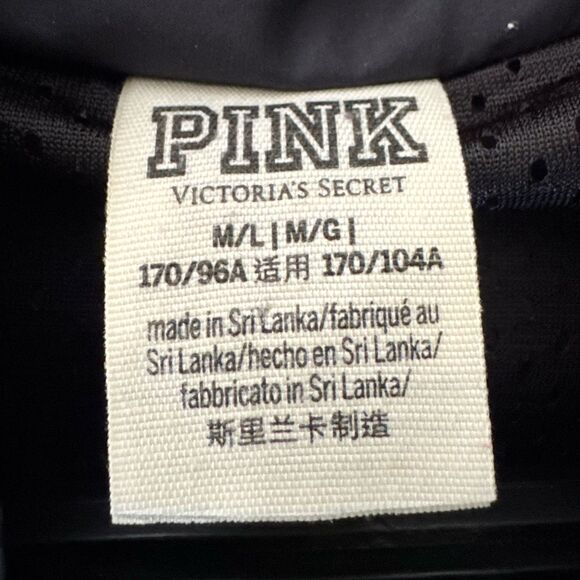 PINK
VICTORIA'S SECRET
M/L | M/G |
170/96A 适用 170/104A
made in Sri Lanka/fabriqué au
Sri Lanka/hecho en Sri Lanka/
fabbricato in Sri Lanka/
斯里兰卡制造